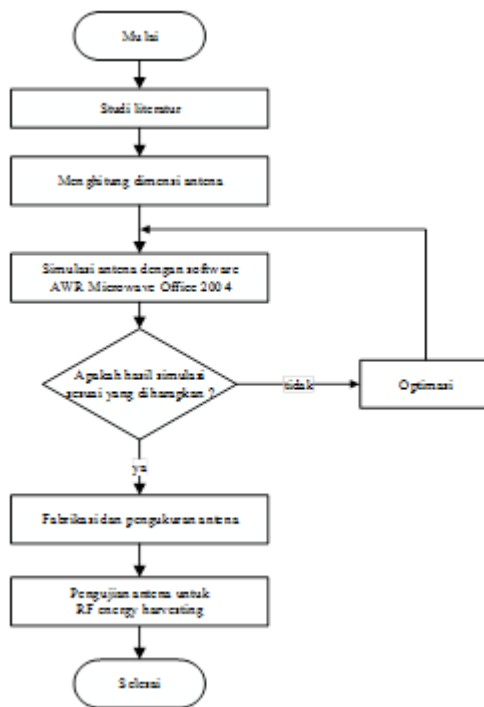 Mulai
Studi literatur
Menghitung dimensi antena
Simulasi antena dengan software
AWR Microwave Office 2004
Apakah hasil simulasi
sesuai yang diharapkan ?
tidak
Optimasi
ya
Fabrikasi dan pengukuran antena
Pengujian antena untuk
RF energy harvesting
Selesai